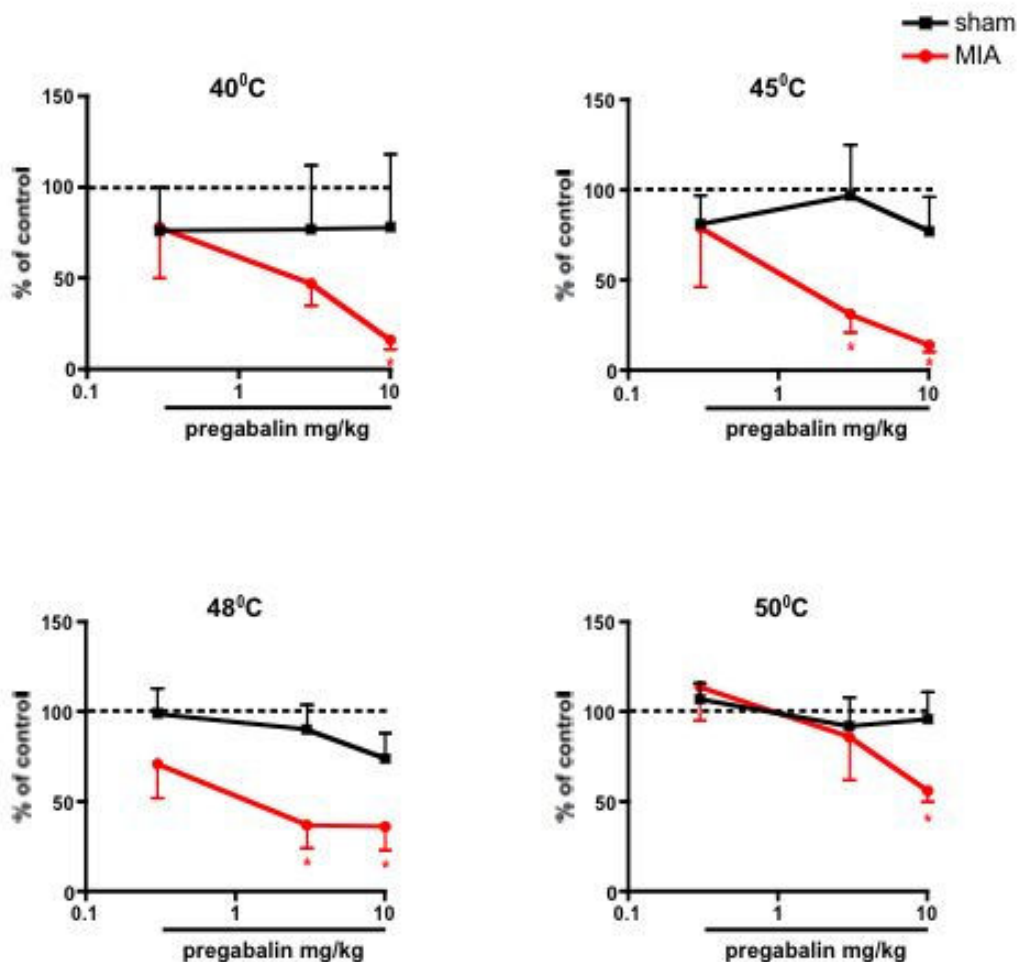 sham
MIA
40⁰C
150
100
50
0
% of control
0.1 1 10
*
pregabalin mg/kg
45⁰C
150
100
50
0
% of control
0.1 1 10
* *
pregabalin mg/kg
48⁰C
150
100
50
0
% of control
0.1 1 10
* *
pregabalin mg/kg
50⁰C
150
100
50
0
% of control
0.1 1 10
*
pregabalin mg/kg